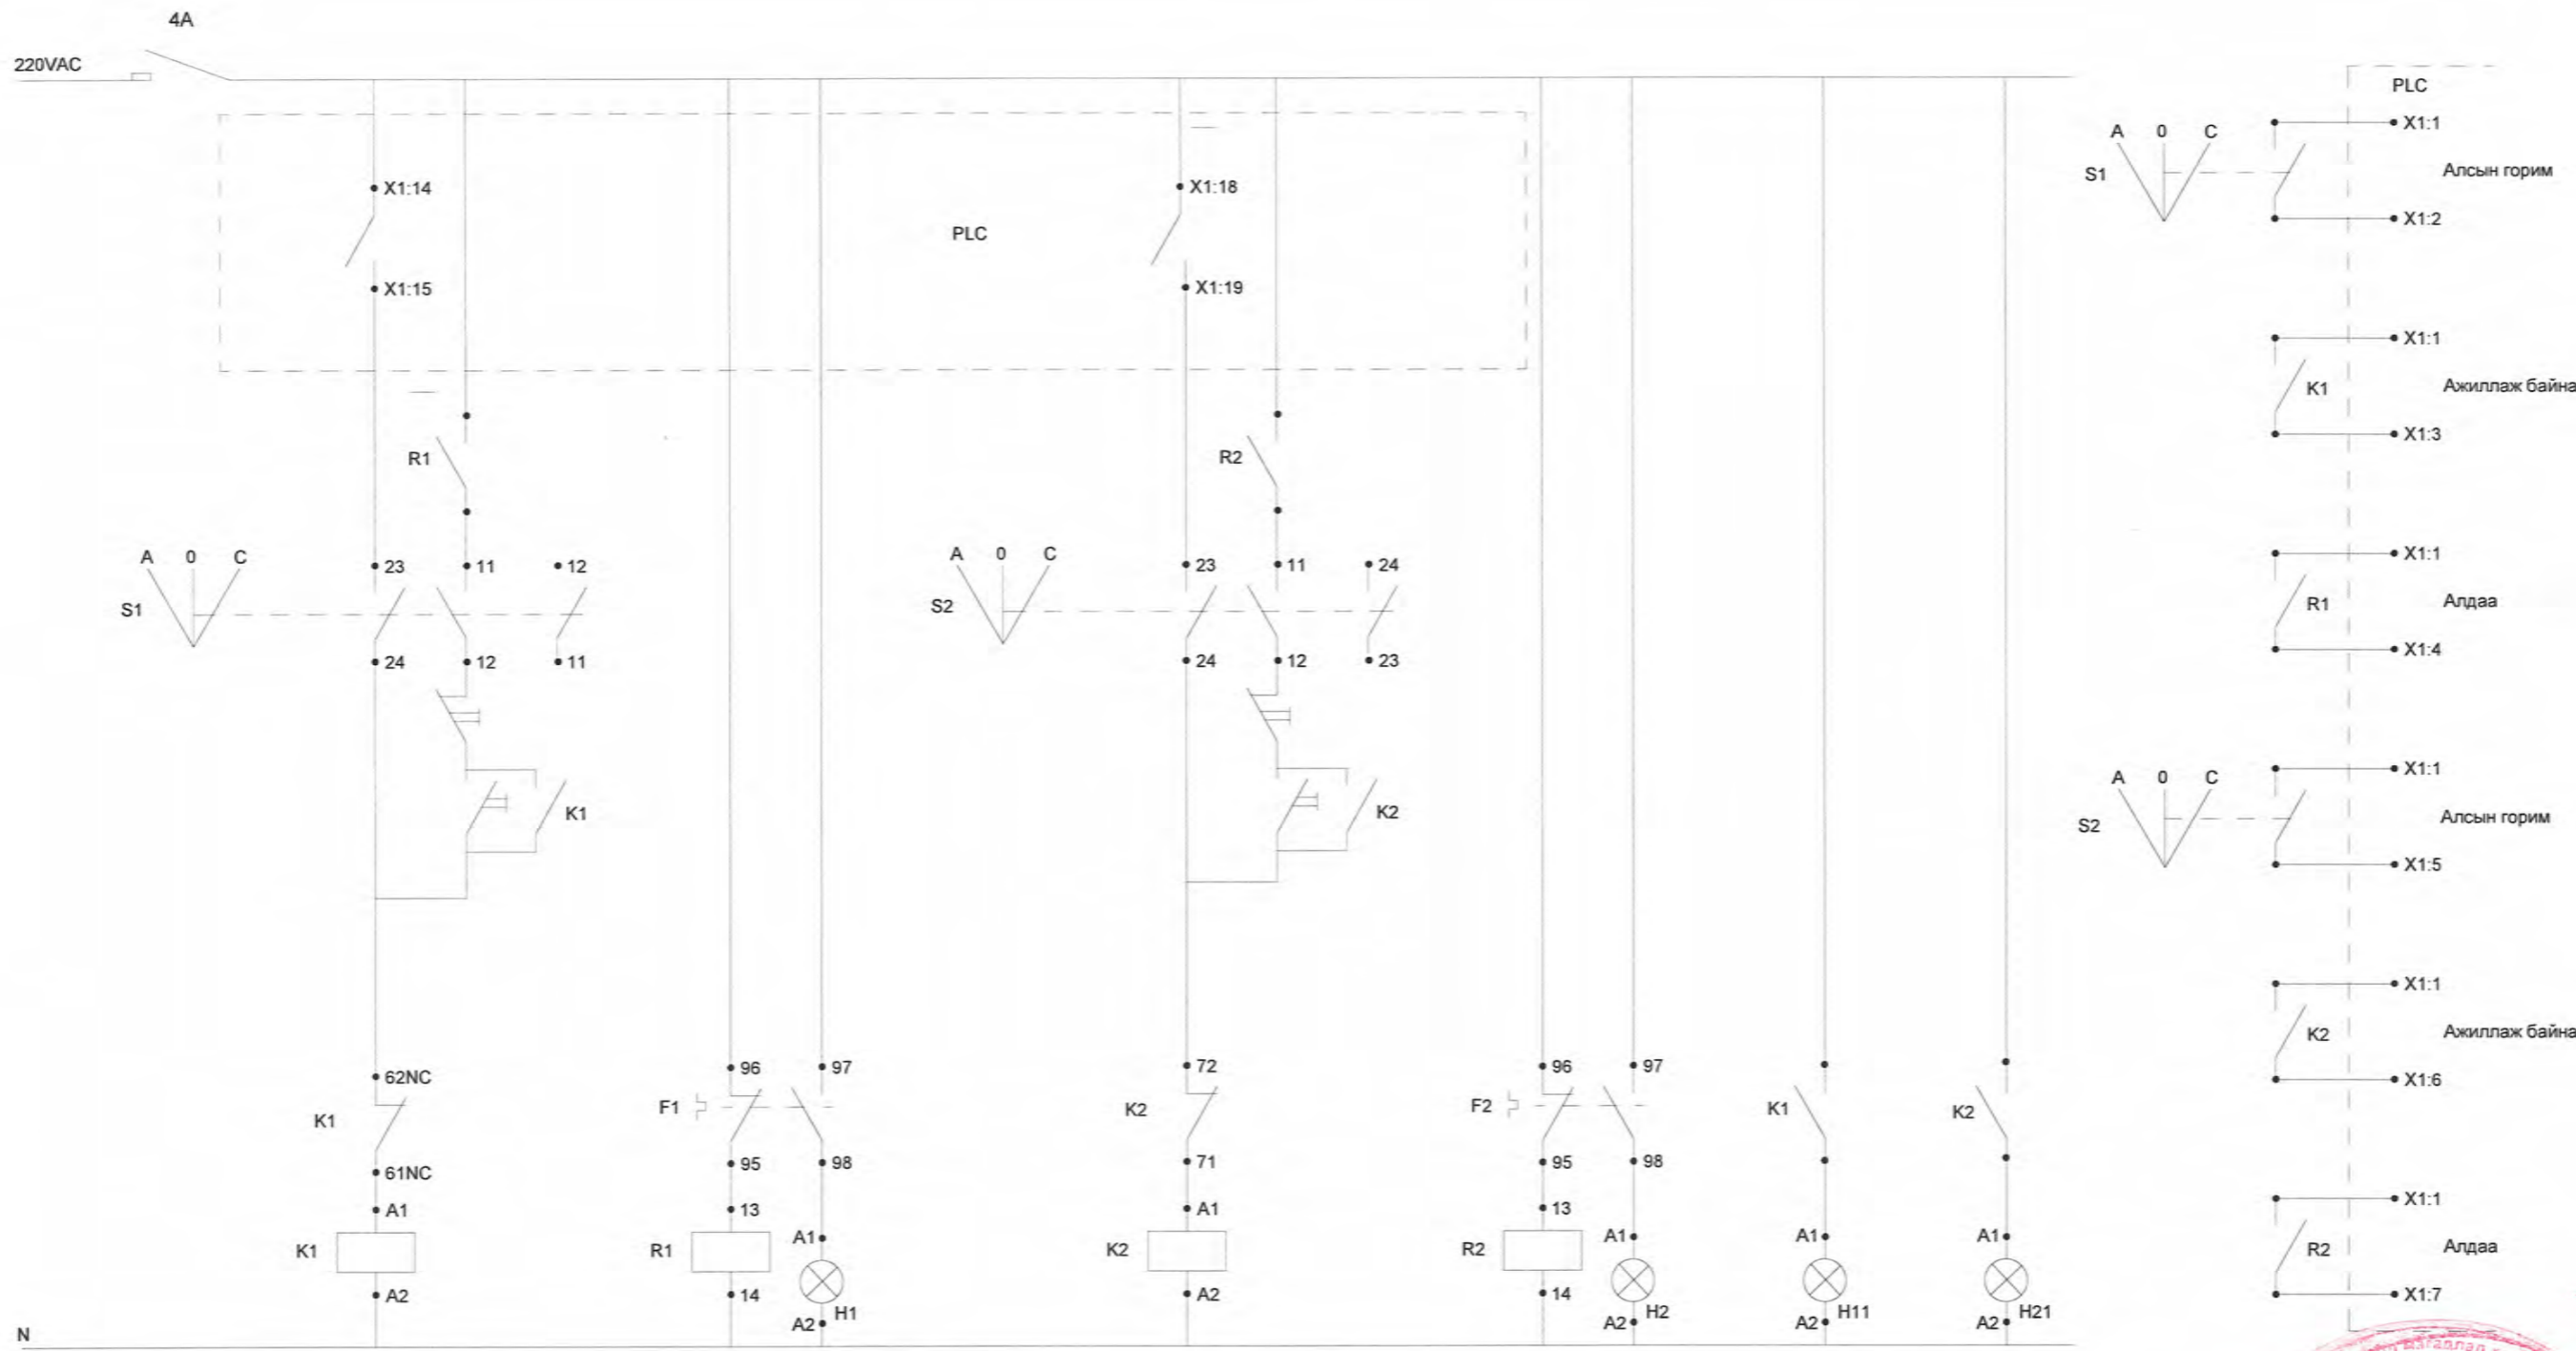 4A
220VAC
X1:14
X1:15
PLC
X1:18
X1:19
R1
R2
A 0 C
S1
23
11
12
24
12
11
A 0 C
S2
23
11
24
24
12
23
K1
K2
62NC
K1
61NC
A1
K1
A2
96
97
F1
95
98
13
R1
14
A1
H1
A2
72
K2
71
A1
K2
A2
96
97
F2
95
98
13
R2
14
A1
H2
A2
K1
A1
H11
A2
K2
A1
H21
A2
N
PLC
A 0 C
S1
X1:1
Алсын горим
X1:2
X1:1
K1
Ажиллаж байна
X1:3
X1:1
R1
Алдаа
X1:4
A 0 C
S2
X1:1
Алсын горим
X1:5
X1:1
K2
Ажиллаж байна
X1:6
X1:1
R2
Алдаа
X1:7